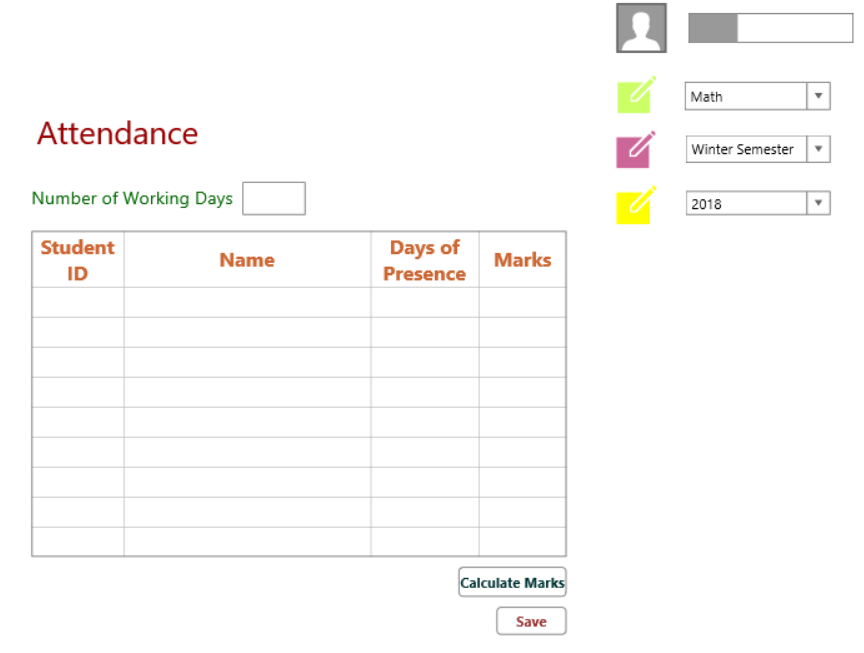 Math
Attendance
Winter Semester
Number of Working Days
2018
Student ID
Name
Days of Presence
Marks
Calculate Marks
Save